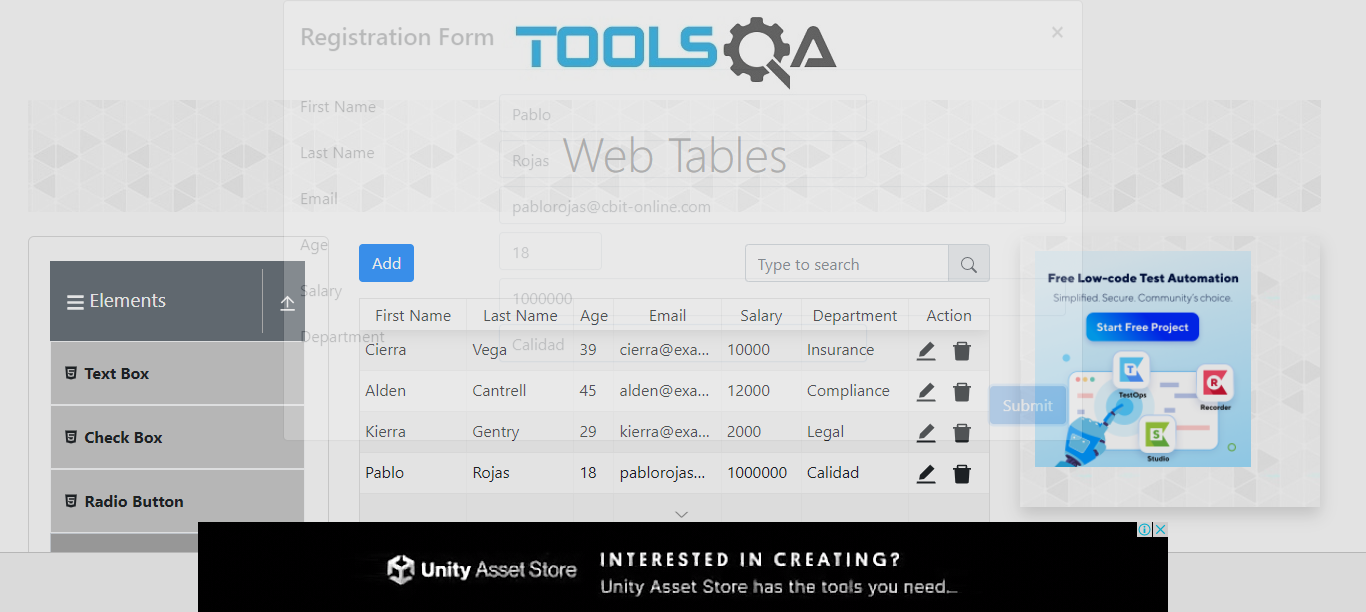 Registration Form
TOOLSQA
×
First Name
Pablo
Web Tables
Last Name
Rojas
Email
pablorojas@cbit-online.com
Age
18
Salary
1000000
Department
Calidad
Submit
Elements
Text Box
Check Box
Radio Button
Add
Type to search
First Name Last Name Age Email Salary Department Action
Cierra Vega 39 cierra@exa... 10000 Insurance
Alden Cantrell 45 alden@exa... 12000 Compliance
Kierra Gentry 29 kierra@exa... 2000 Legal
Pablo Rojas 18 pablorojas... 1000000 Calidad
Free Low-code Test Automation
Simplified. Secure. Community's choice.
Start Free Project
T
TestOps
R
Recorder
S
Studio
INTERESTED IN CREATING?
Unity Asset Store
Unity Asset Store has the tools you need...